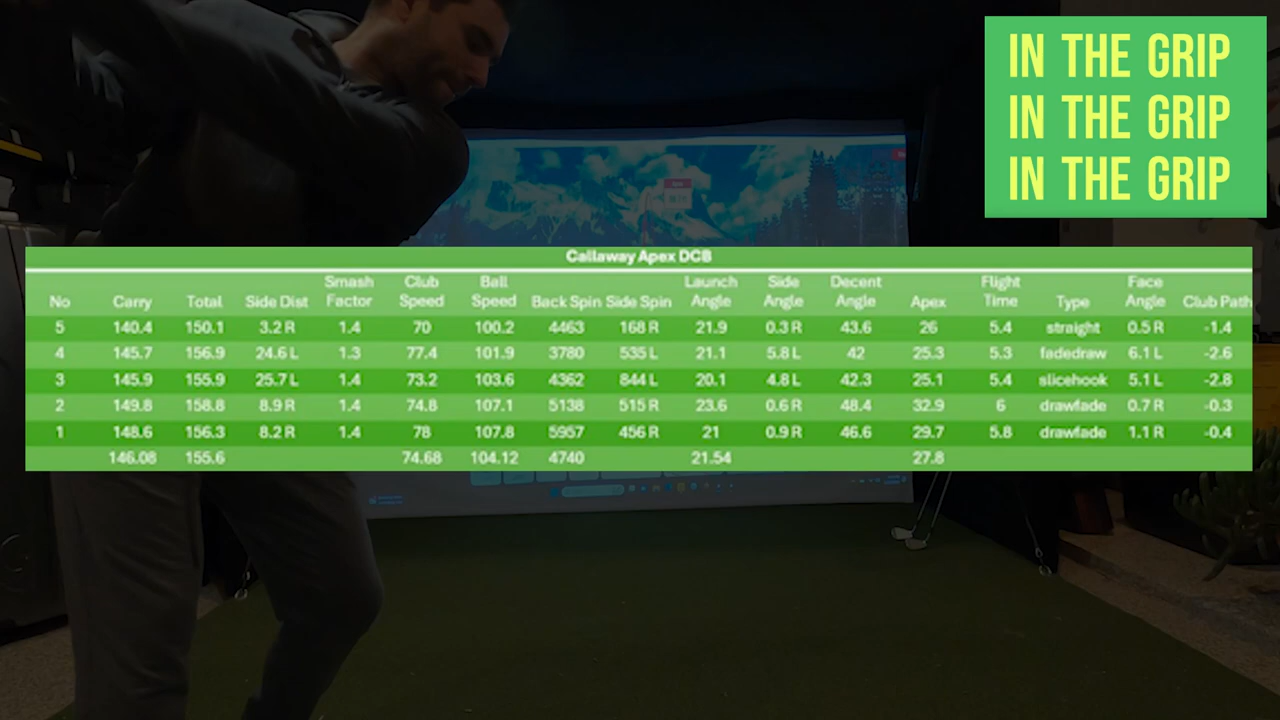 IN THE GRIP
IN THE GRIP
IN THE GRIP
Callaway Apex DCB
No Carry Total Side Dist Smash Factor Club Speed Ball Speed Back Spin Side Spin Launch Angle Side Angle Decent Angle Apex Flight Time Type Face Angle Club Path
5 140.4 150.1 3.2 R 1.4 70 100.2 4463 168 R 21.9 0.3 R 43.6 26 5.4 straight 0.5 R -1.4
4 145.7 156.9 24.6 L 1.3 77.4 101.9 3780 535 L 21.1 5.8 L 42 25.3 5.3 fadedraw 6.1 L -2.6
3 145.9 155.9 25.7 L 1.4 73.2 103.6 4362 844 L 20.1 4.8 L 42.3 25.1 5.4 slicehook 5.1 L -2.8
2 149.8 158.8 8.9 R 1.4 74.8 107.1 5138 515 R 23.6 0.6 R 48.4 32.9 6 drawfade 0.7 R -0.3
1 148.6 156.3 8.2 R 1.4 78 107.8 5957 456 R 21 0.9 R 46.6 29.7 5.8 drawfade 1.1 R -0.4
146.08 155.6 74.68 104.12 4740 21.54 27.8